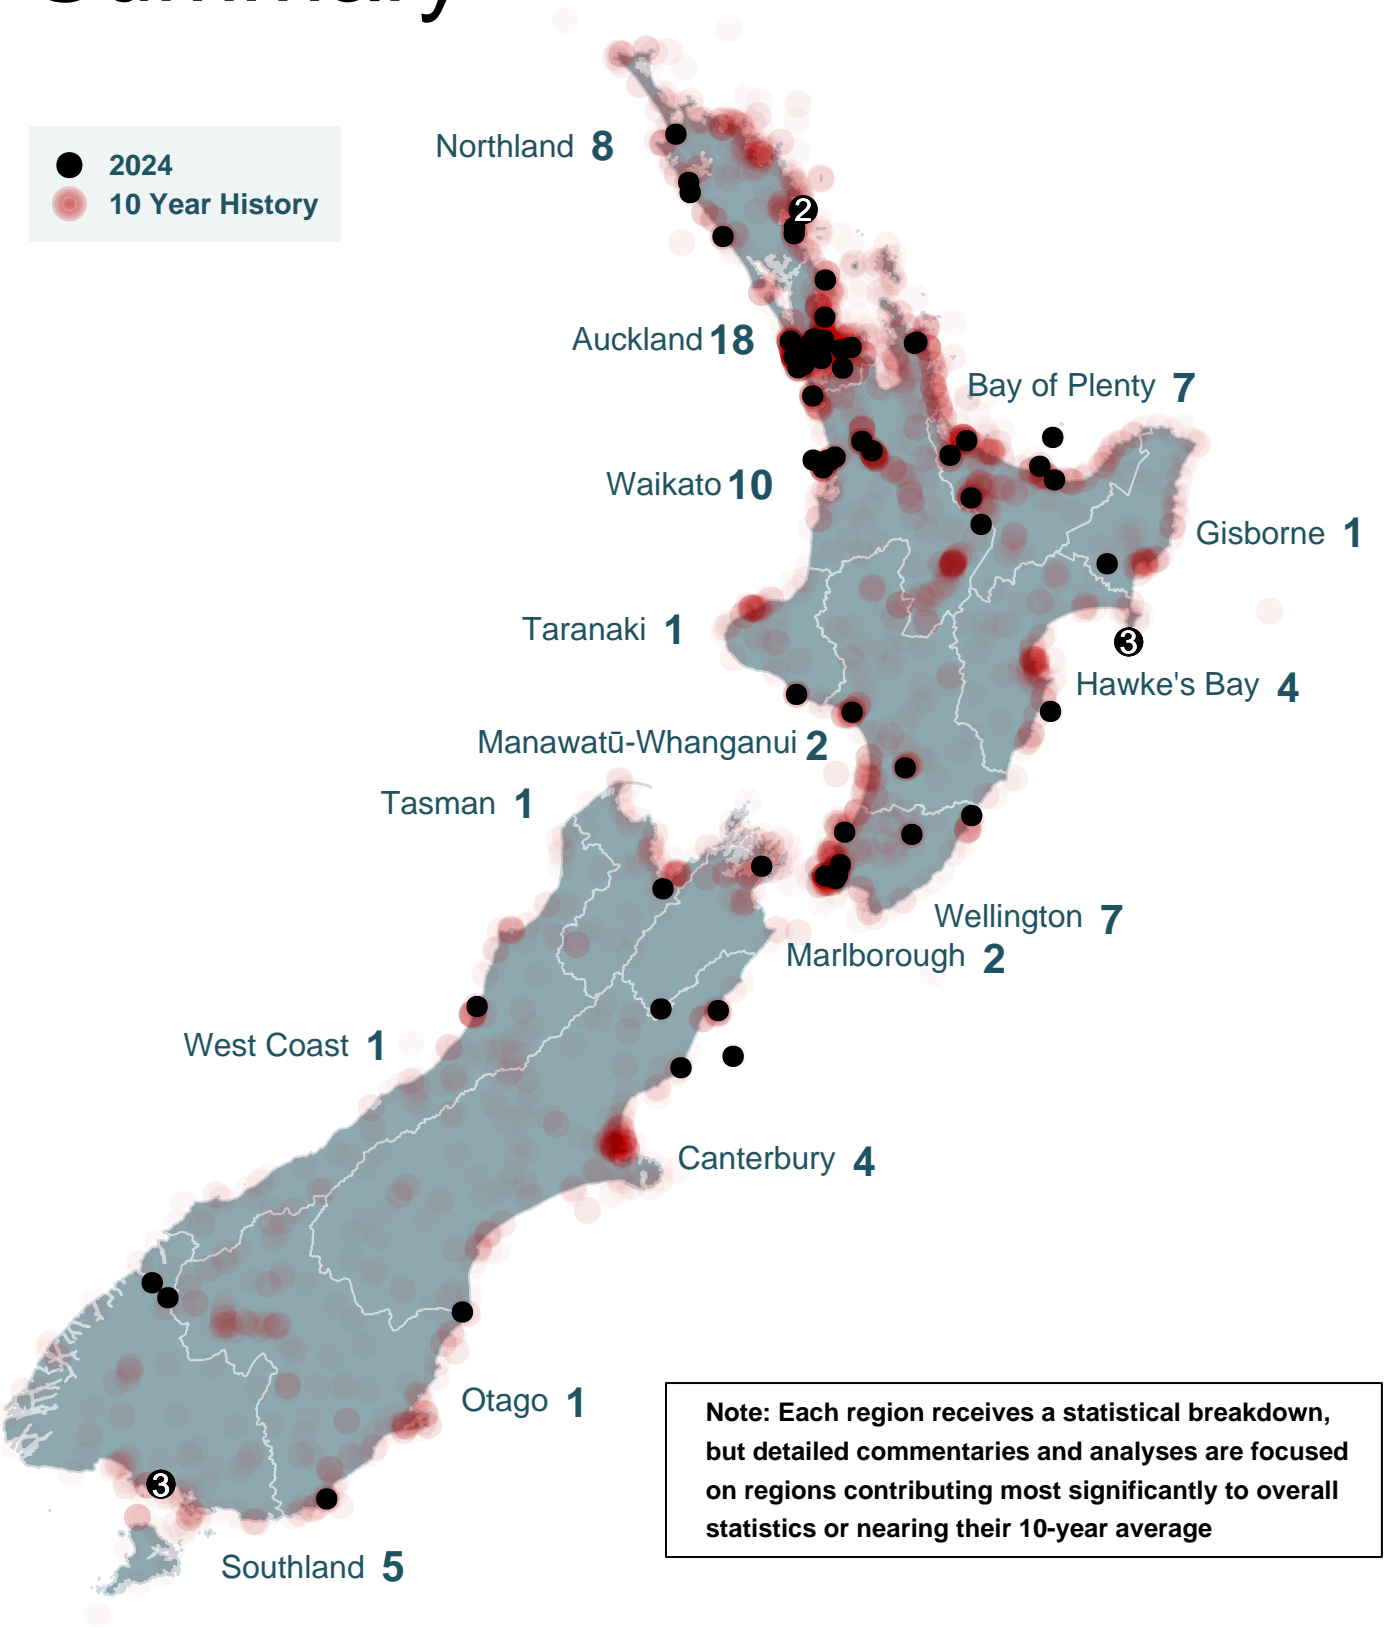 Summary
2024
10 Year History
Northland 8
2
Auckland 18
Bay of Plenty 7
Waikato 10
Gisborne 1
Taranaki 1
3
Hawke's Bay 4
Manawatū-Whanganui 2
Tasman 1
Wellington 7
Marlborough 2
West Coast 1
Canterbury 4
Otago 1
Note: Each region receives a statistical breakdown,
but detailed commentaries and analyses are focused
on regions contributing most significantly to overall
statistics or nearing their 10-year average
3
Southland 5